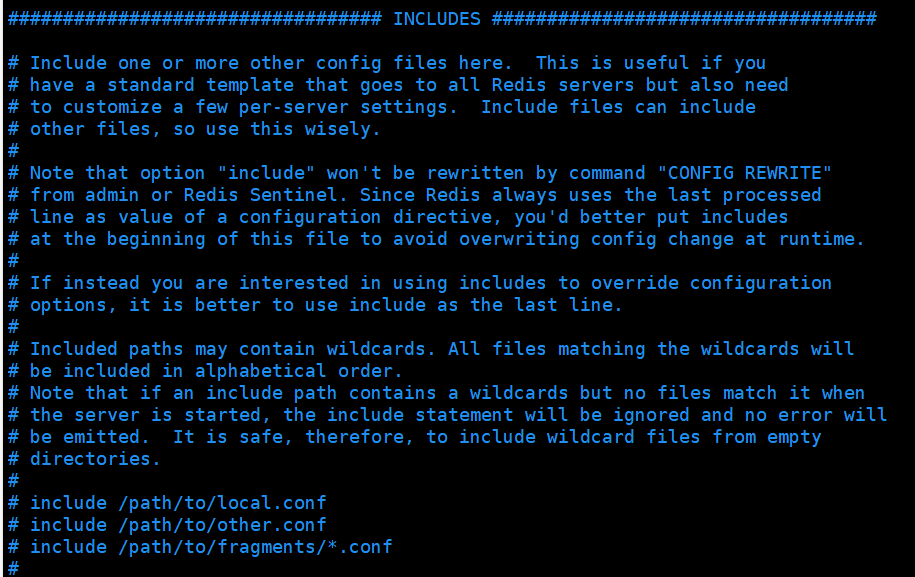 ################################## INCLUDES ###################################

# Include one or more other config files here.  This is useful if you
# have a standard template that goes to all Redis servers but also need
# to customize a few per-server settings.  Include files can include
# other files, so use this wisely.
#
# Note that option "include" won't be rewritten by command "CONFIG REWRITE"
# from admin or Redis Sentinel. Since Redis always uses the last processed
# line as value of a configuration directive, you'd better put includes
# at the beginning of this file to avoid overwriting config change at runtime.
#
# If instead you are interested in using includes to override configuration
# options, it is better to use include as the last line.
#
# Included paths may contain wildcards. All files matching the wildcards will
# be included in alphabetical order.
# Note that if an include path contains a wildcards but no files match it when
# the server is started, the include statement will be ignored and no error will
# be emitted.  It is safe, therefore, to include wildcard files from empty
# directories.
#
# include /path/to/local.conf
# include /path/to/other.conf
# include /path/to/fragments/*.conf
#